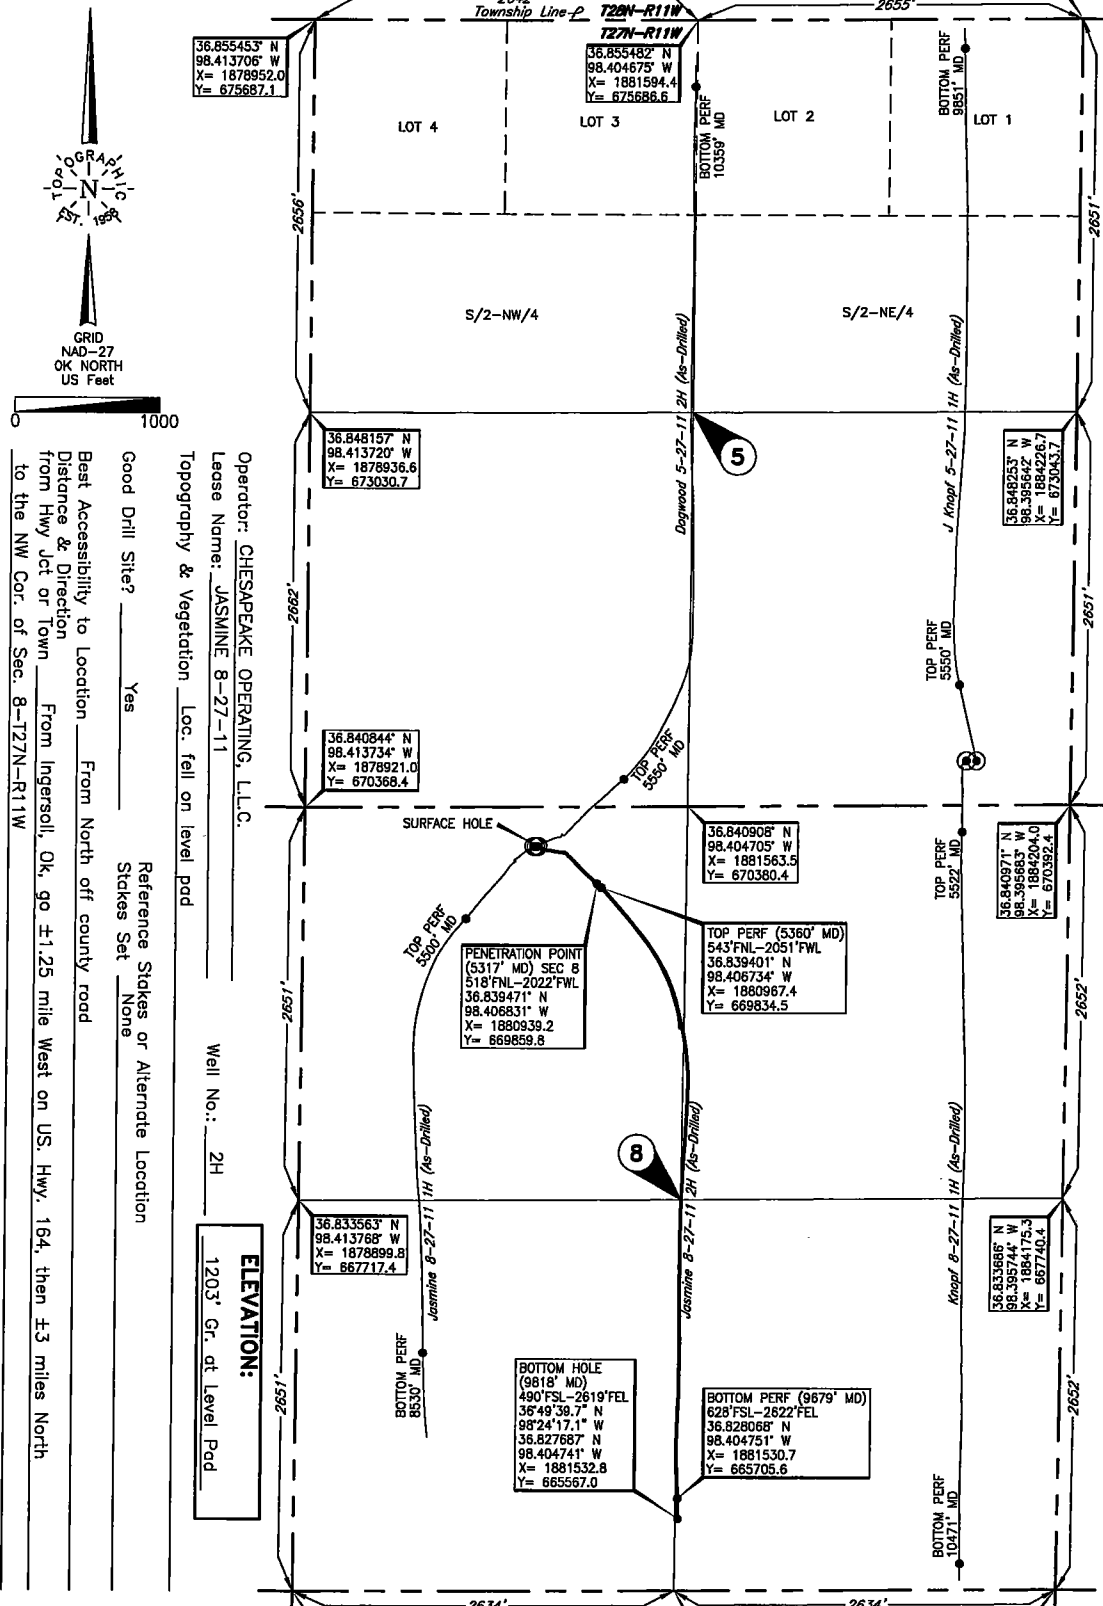 2642'
Township Line
T28N-R11W
T27N-R11W
2655'
36.855453° N
98.413706° W
X= 1878952.0
Y= 675687.1
36.855482° N
98.404675° W
X= 1881594.4
Y= 675686.6
BOTTOM PERF
10359' MD
BOTTOM PERF
9851' MD
LOT 4
LOT 3
LOT 2
LOT 1
TOPOGRAPHIC
N
EST. 1958
2656'
2651'
S/2-NW/4
S/2-NE/4
GRID
NAD-27
OK NORTH
US Feet
0
1000
Dogwood 5-27-11 2H (As-Drilled)
J Knopf 5-27-11 1H (As-Drilled)
36.848157° N
98.413720° W
X= 1878936.6
Y= 673030.7
5
36.848253° N
98.395642° W
X= 1884226.7
Y= 673043.7
2662'
2651'
TOP PERF
5550' MD
TOP PERF
5550' MD
36.840844° N
98.413734° W
X= 1878921.0
Y= 670368.4
SURFACE HOLE
36.840908° N
98.404705° W
X= 1881563.5
Y= 670380.4
TOP PERF
5522' MD
36.840971° N
98.395683° W
X= 1884204.0
Y= 670392.4
TOP PERF
5500' MD
PENETRATION POINT
(5317' MD) SEC 8
518'FNL-2022'FWL
36.839471° N
98.406831° W
X= 1880939.2
Y= 669859.8
TOP PERF (5360' MD)
543'FNL-2051'FWL
36.839401° N
98.406734° W
X= 1880967.4
Y= 669834.5
2651'
2652'
Jasmine 8-27-11 1H (As-Drilled)
Jasmine 8-27-11 2H (As-Drilled)
Knopf 8-27-11 1H (As-Drilled)
8
36.833563° N
98.413768° W
X= 1878899.8
Y= 667717.4
36.833686° N
98.395744° W
X= 1884175.3
Y= 667740.4
BOTTOM PERF
8530' MD
2651'
2652'
BOTTOM HOLE
(9818' MD)
490'FSL-2619'FEL
36°49'39.7" N
98°24'17.1" W
36.827687° N
98.404741° W
X= 1881532.8
Y= 665567.0
BOTTOM PERF (9679' MD)
628'FSL-2622'FEL
36.828068° N
98.404751° W
X= 1881530.7
Y= 665705.6
BOTTOM PERF
10471' MD
2634'
2634'
Operator: CHESAPEAKE OPERATING, L.L.C.
Lease Name: JASMINE 8-27-11 Well No.: 2H
ELEVATION:
1203' Gr. at Level Pad
Topography & Vegetation Loc. fell on level pad
Good Drill Site? Yes
Reference Stakes or Alternate Location
Stakes Set None
Best Accessibility to Location From North off county road
Distance & Direction
from Hwy Jct or Town From Ingersoll, Ok, go ±1.25 mile West on US. Hwy. 164, then ±3 miles North
to the NW Cor. of Sec. 8-T27N-R11W